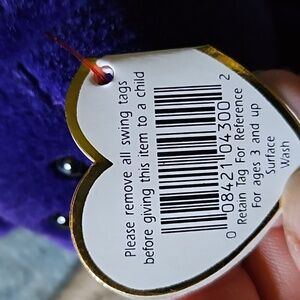 Please remove all swing tags
before giving this item to a child
0 08421 04300 2
Retain Tag For Reference
For ages 3 and up
Surface
Wash